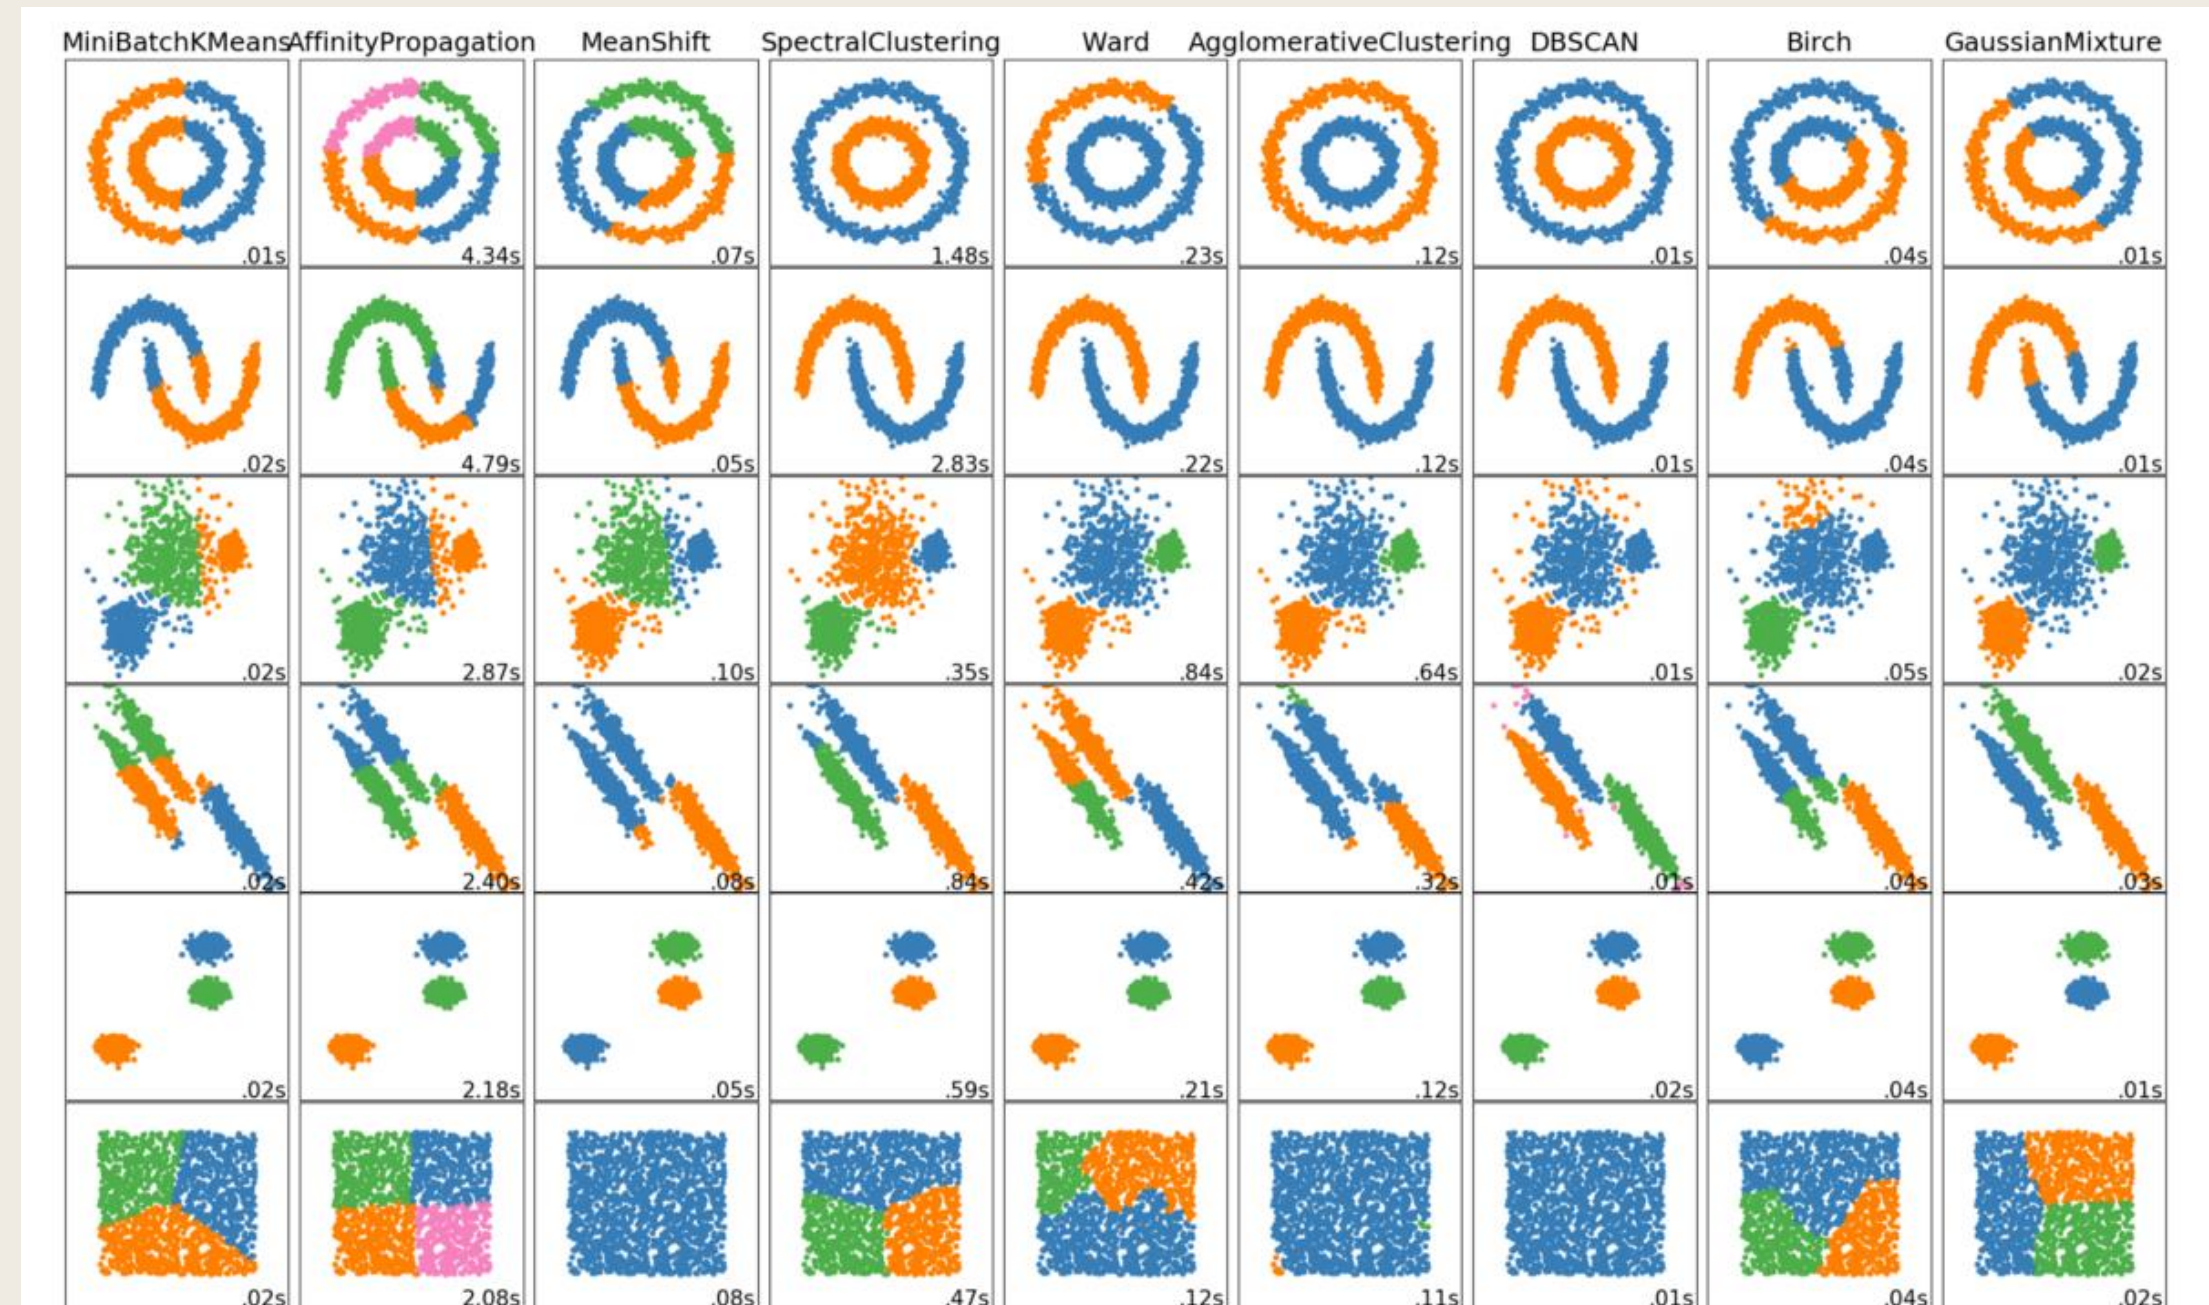 MiniBatchKMeans AffinityPropagation MeanShift SpectralClustering Ward AgglomerativeClustering DBSCAN Birch GaussianMixture
.01s 4.34s .07s 1.48s .23s .12s .01s .04s .01s
.02s 4.79s .05s 2.83s .22s .12s .01s .04s .01s
.02s 2.87s .10s .35s .84s .64s .01s .05s .02s
.02s 2.40s .08s .84s .42s .32s .01s .04s .03s
.02s 2.18s .05s .59s .21s .12s .02s .04s .01s
.02s 2.08s .08s .47s .12s .11s .01s .04s .02s